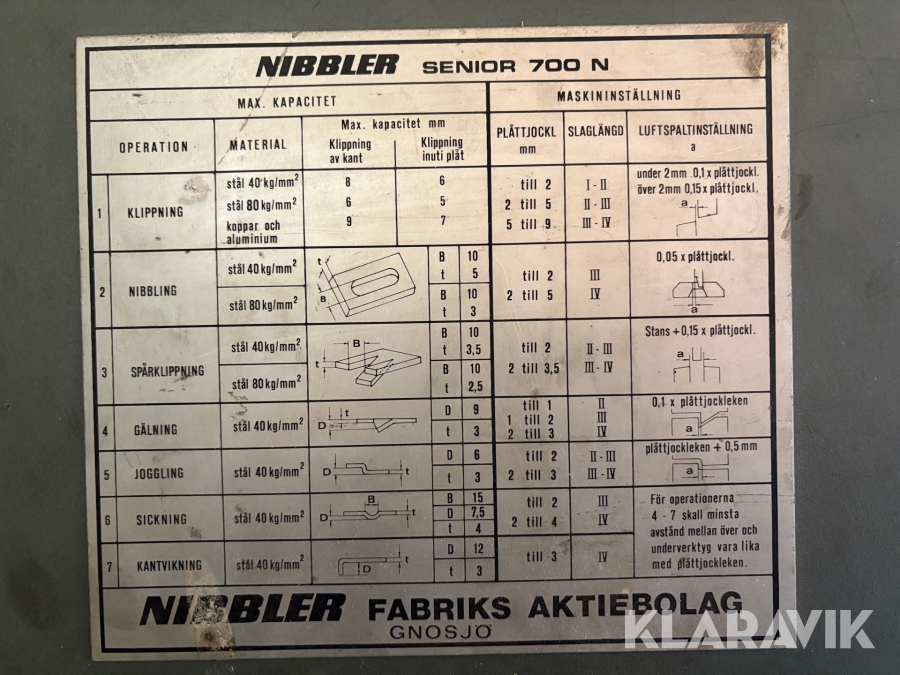 NIBBLER SENIOR 700 N
MAX. KAPACITET
MASKININSTÄLLNING
OPERATION
MATERIAL
Max. kapacitet mm
Klippning av kant
Klippning inuti plåt
PLÅTTJOCKL mm
SLAGLÄNGD
LUFTSPALTINSTÄLLNING a
1 KLIPPNING
stål 40 kg/mm² 8 6
stål 80 kg/mm² 6 5
koppar och aluminium 9 7
till 2 I - II
2 till 5 II - III
5 till 9 III - IV
under 2mm 0,1 x plåttjockl.
över 2mm 0,15 x plåttjockl.
a
2 NIBBLING
stål 40kg/mm²
stål 80 kg/mm²
t
B
B 10
t 5
B 10
t 3
till 2 III
2 till 5 IV
0,05 x plåttjockl.
a
3 SPÅRKLIPPNING
stål 40kg/mm²
stål 80 kg/mm²
B
t
B 10
t 3,5
B 10
t 2,5
till 2 II - III
2 till 3,5 III - IV
Stans + 0,15 x plåttjockl.
a
4 GÄLNING
stål 40 kg/mm²
t
D
D 9
t 3
till 1 II
1 till 2 III
2 till 3 IV
0,1 x plåttjockleken
a
5 JOGGLING
stål 40 kg/mm²
D
t
D 6
t 3
till 2 II - III
2 till 3 III - IV
plåttjockleken + 0,5 mm
a
6 SICKNING
stål 40kg/mm²
B
D
t
B 15
D 7,5
t 4
till 2 III
2 till 4 IV
För operationerna
4 - 7 skall minsta
avstånd mellan över och
underverktyg vara lika
med plåttjockleken.
7 KANTVIKNING
stål 40kg/mm²
D
t
D 12
t 3
till 3 IV
NIBBLER FABRIKS AKTIEBOLAG
GNOSJÖ
KLARAVIK